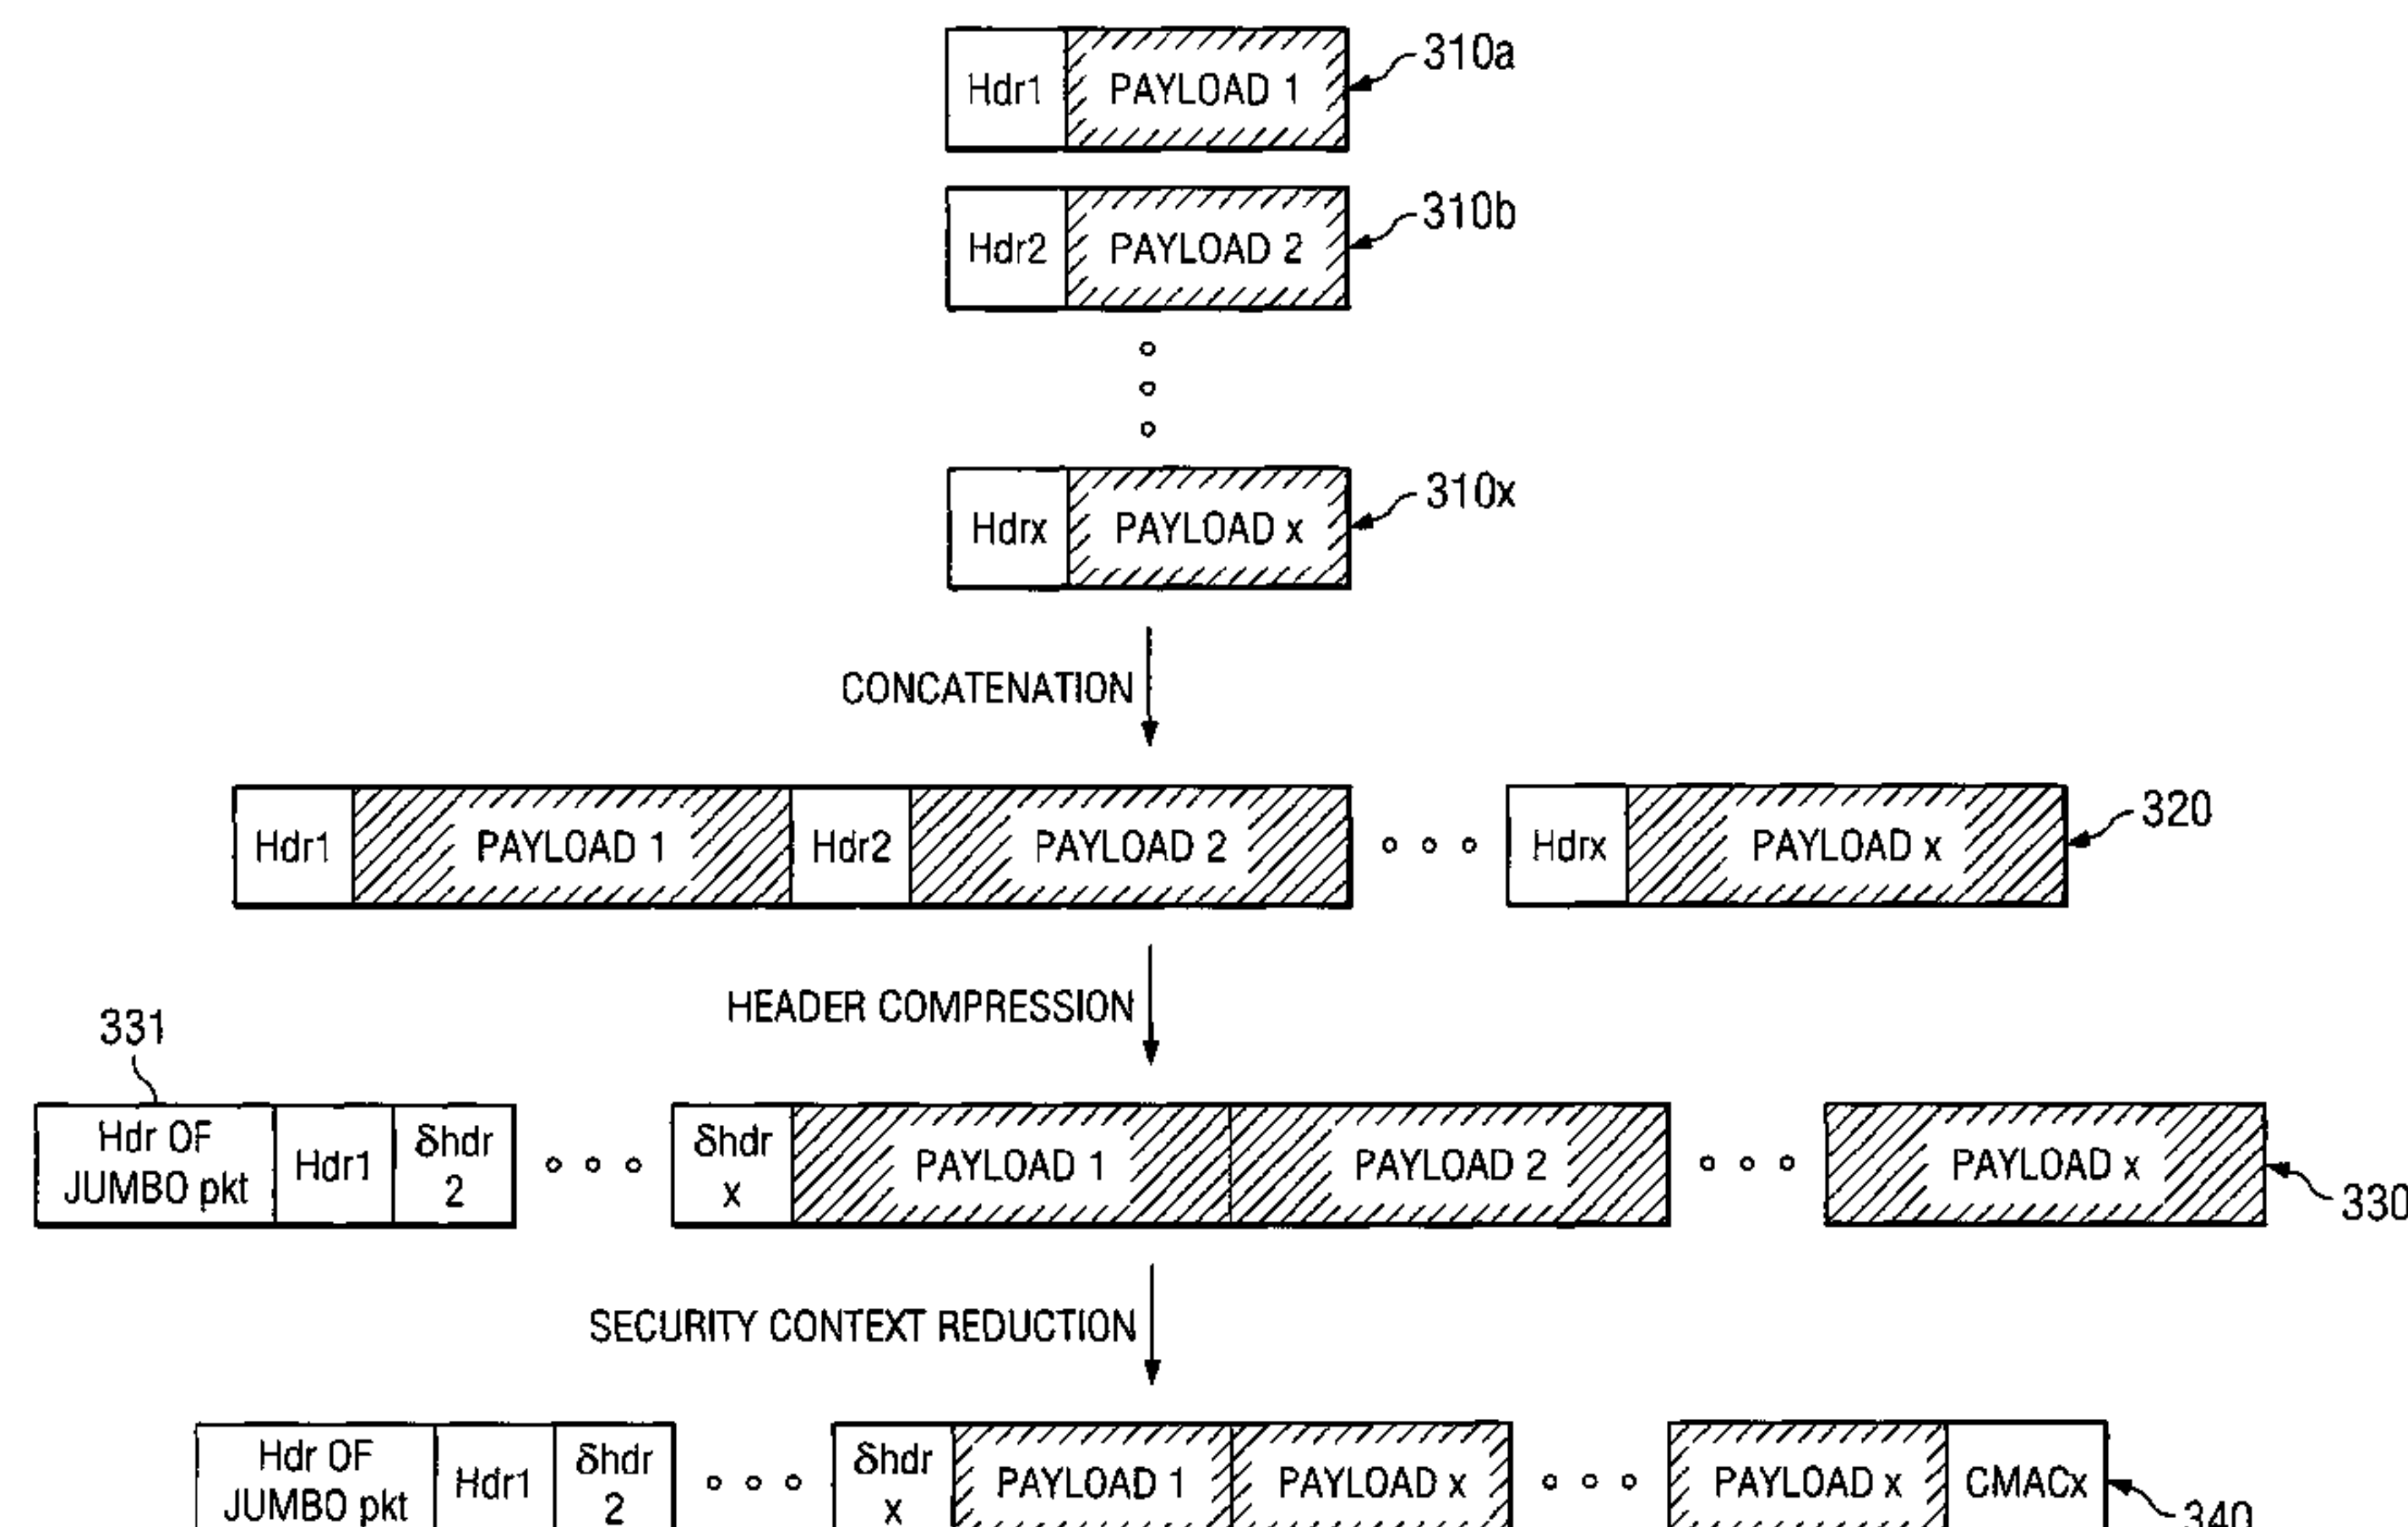 Hdr1 PAYLOAD 1 310a
Hdr2 PAYLOAD 2 310b
Hdrx PAYLOAD x 310x
CONCATENATION
Hdr1 PAYLOAD 1 Hdr2 PAYLOAD 2 Hdrx PAYLOAD x 320
HEADER COMPRESSION
331
Hdr OF JUMBO pkt Hdr1 δhdr 2 δhdr x PAYLOAD 1 PAYLOAD 2 PAYLOAD x 330
SECURITY CONTEXT REDUCTION
Hdr OF JUMBO pkt Hdr1 δhdr 2 δhdr x PAYLOAD 1 PAYLOAD x PAYLOAD x CMACx 340